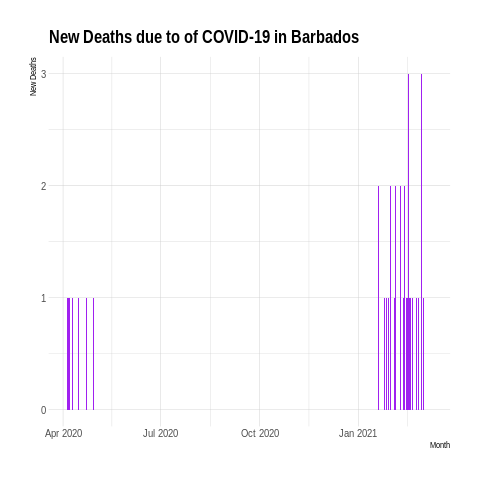 New Deaths due to of COVID-19 in Barbados
New Deaths
3
2
1
0
Apr 2020 Jul 2020 Oct 2020 Jan 2021
Month